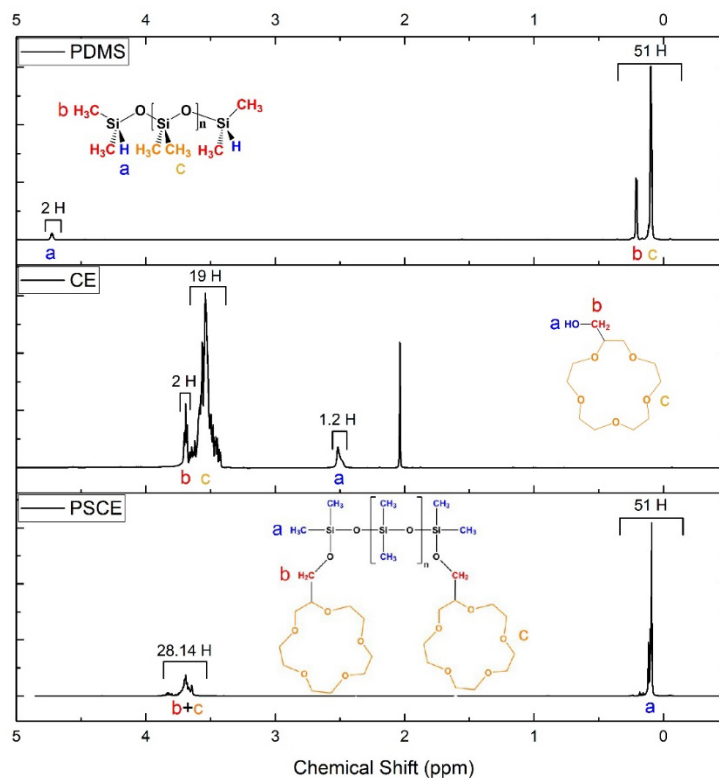 5 4 3 2 1 0
PDMS
51 H
b H₃C O O CH₃
Si Si n Si
H₃C H CH₃ CH₃ H₃C H
a c
2 H
a b c
CE
19 H
b
a HO CH₂
2 H
O O
1.2 H
O O c
O
b c a
PSCE
51 H
CH₃ CH₃ CH₃
a H₃C Si O Si O Si CH₃
O CH₃ n O
b H₂C CH₂
28.14 H
O O
O O O O c
O O O O
b+c a
5 4 3 2 1 0
Chemical Shift (ppm)